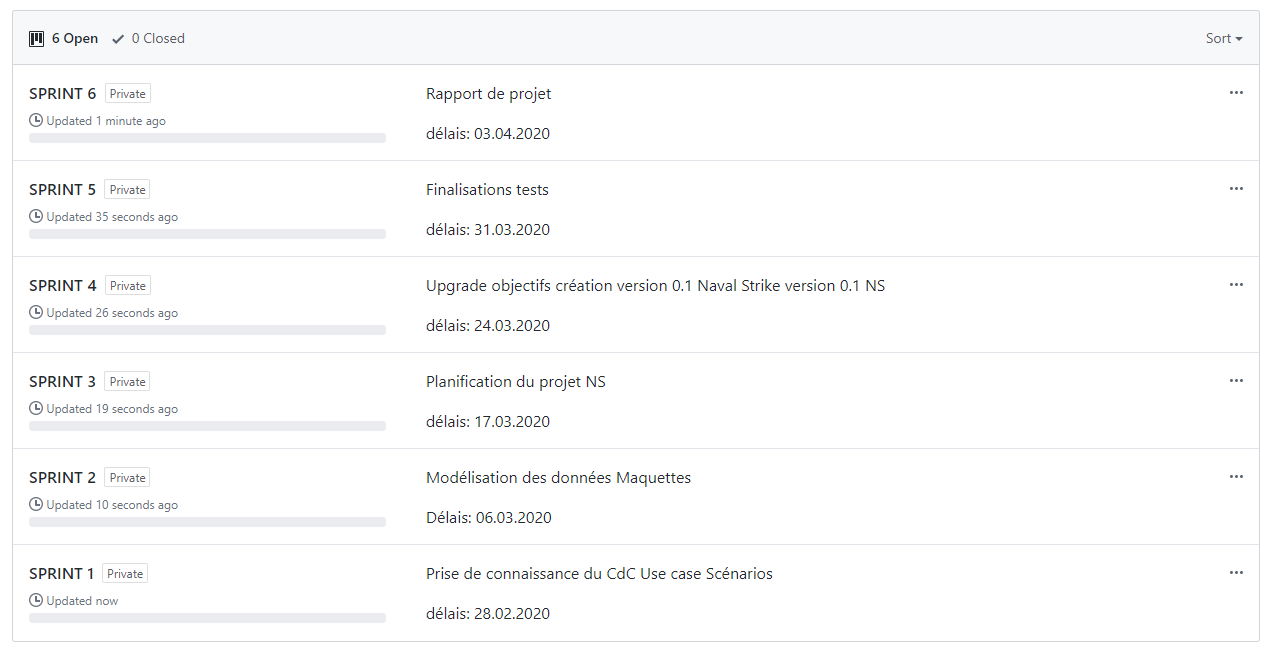 6 Open 0 Closed Sort
SPRINT 6 Private
Updated 1 minute ago
Rapport de projet
délais: 03.04.2020
SPRINT 5 Private
Updated 35 seconds ago
Finalisations tests
délais: 31.03.2020
SPRINT 4 Private
Updated 26 seconds ago
Upgrade objectifs création version 0.1 Naval Strike version 0.1 NS
délais: 24.03.2020
SPRINT 3 Private
Updated 19 seconds ago
Planification du projet NS
délais: 17.03.2020
SPRINT 2 Private
Updated 10 seconds ago
Modélisation des données Maquettes
Délais: 06.03.2020
SPRINT 1 Private
Updated now
Prise de connaissance du CdC Use case Scénarios
délais: 28.02.2020